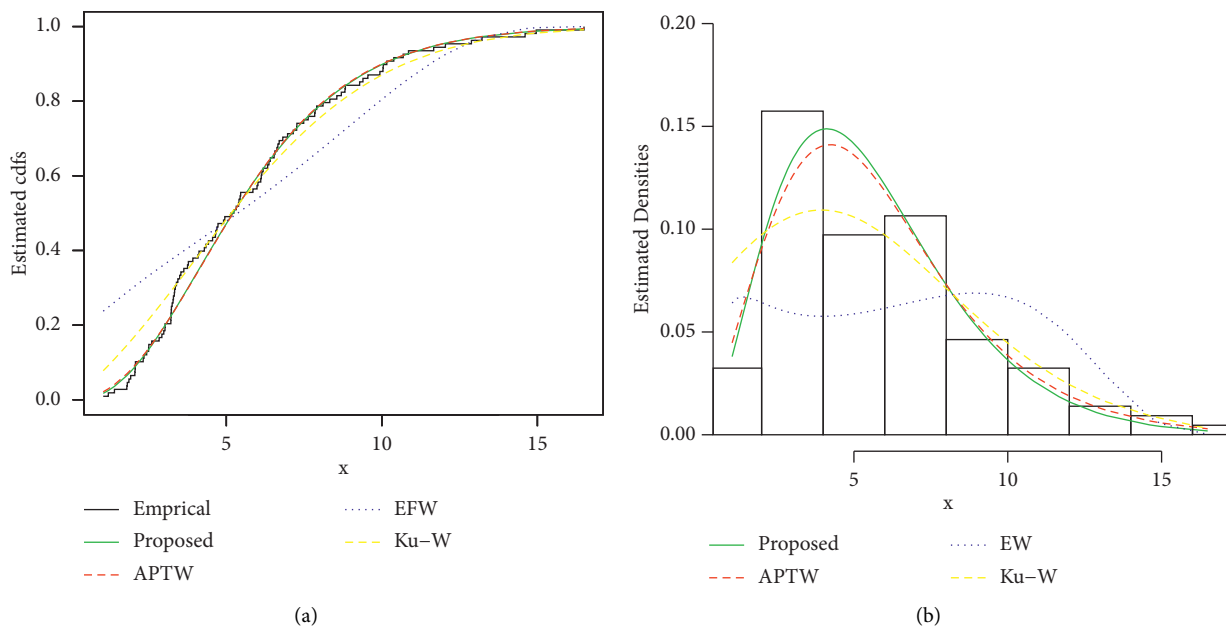 1.0
0.8
0.6
0.4
0.2
0.0
Estimated cdfs
5
10
15
x
Emprical
Proposed
APTW
EFW
Ku−W
(a)
0.20
0.15
0.10
0.05
0.00
Estimated Densities
5
10
15
x
Proposed
APTW
EW
Ku−W
(b)